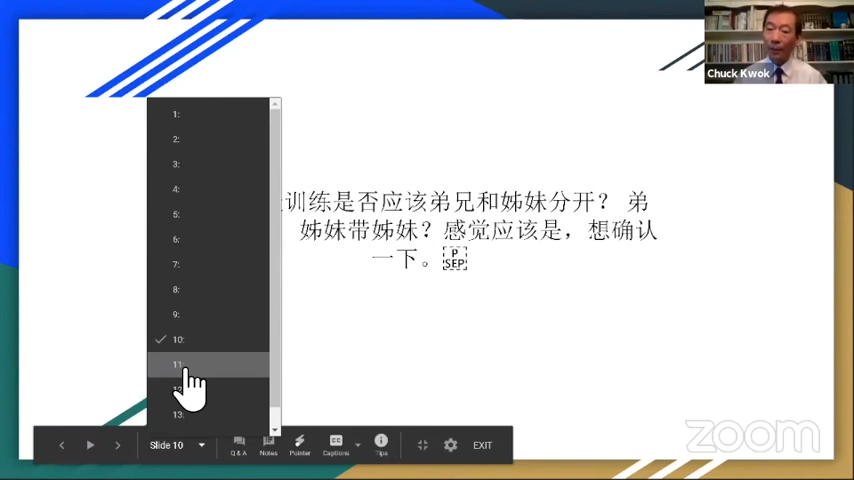 Chuck Kwok
1:
2:
3:
4:
5:
6:
7:
8:
9:
10:
11:
13:
训练是否应该弟兄和姊妹分开？ 弟
姊妹带姊妹？感觉应该是，想确认
一下。
P
SEP
Slide 10
Q & A
Notes
Pointer
CC
Captions
Tips
EXIT
zoom